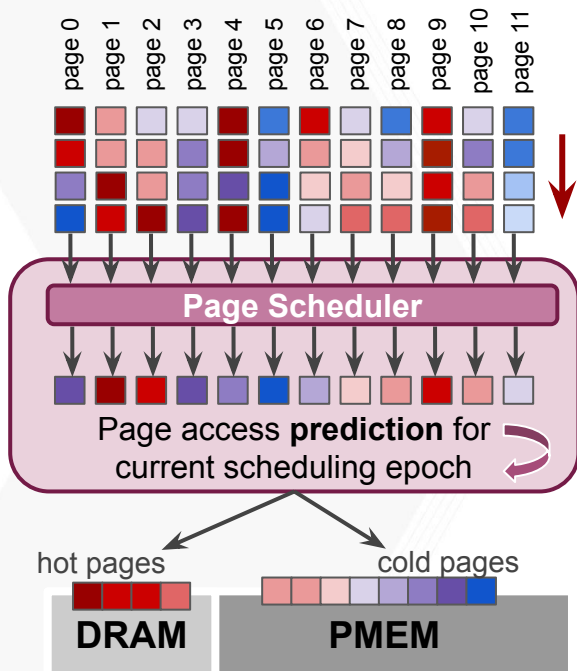 page 0
page 1
page 2
page 3
page 4
page 5
page 6
page 7
page 8
page 9
page 10
page 11
Page Scheduler
Page access prediction for
current scheduling epoch
hot pages
cold pages
DRAM
PMEM